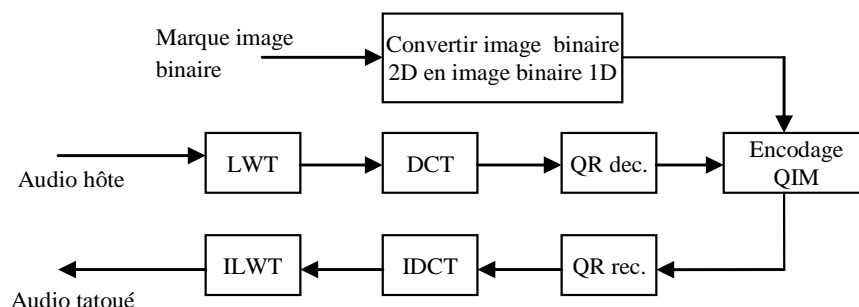 Marque image
binaire
Convertir image binaire
2D en image binaire 1D
Audio hôte
LWT
DCT
QR dec.
Encodage
QIM
ILWT
IDCT
QR rec.
Audio tatoué